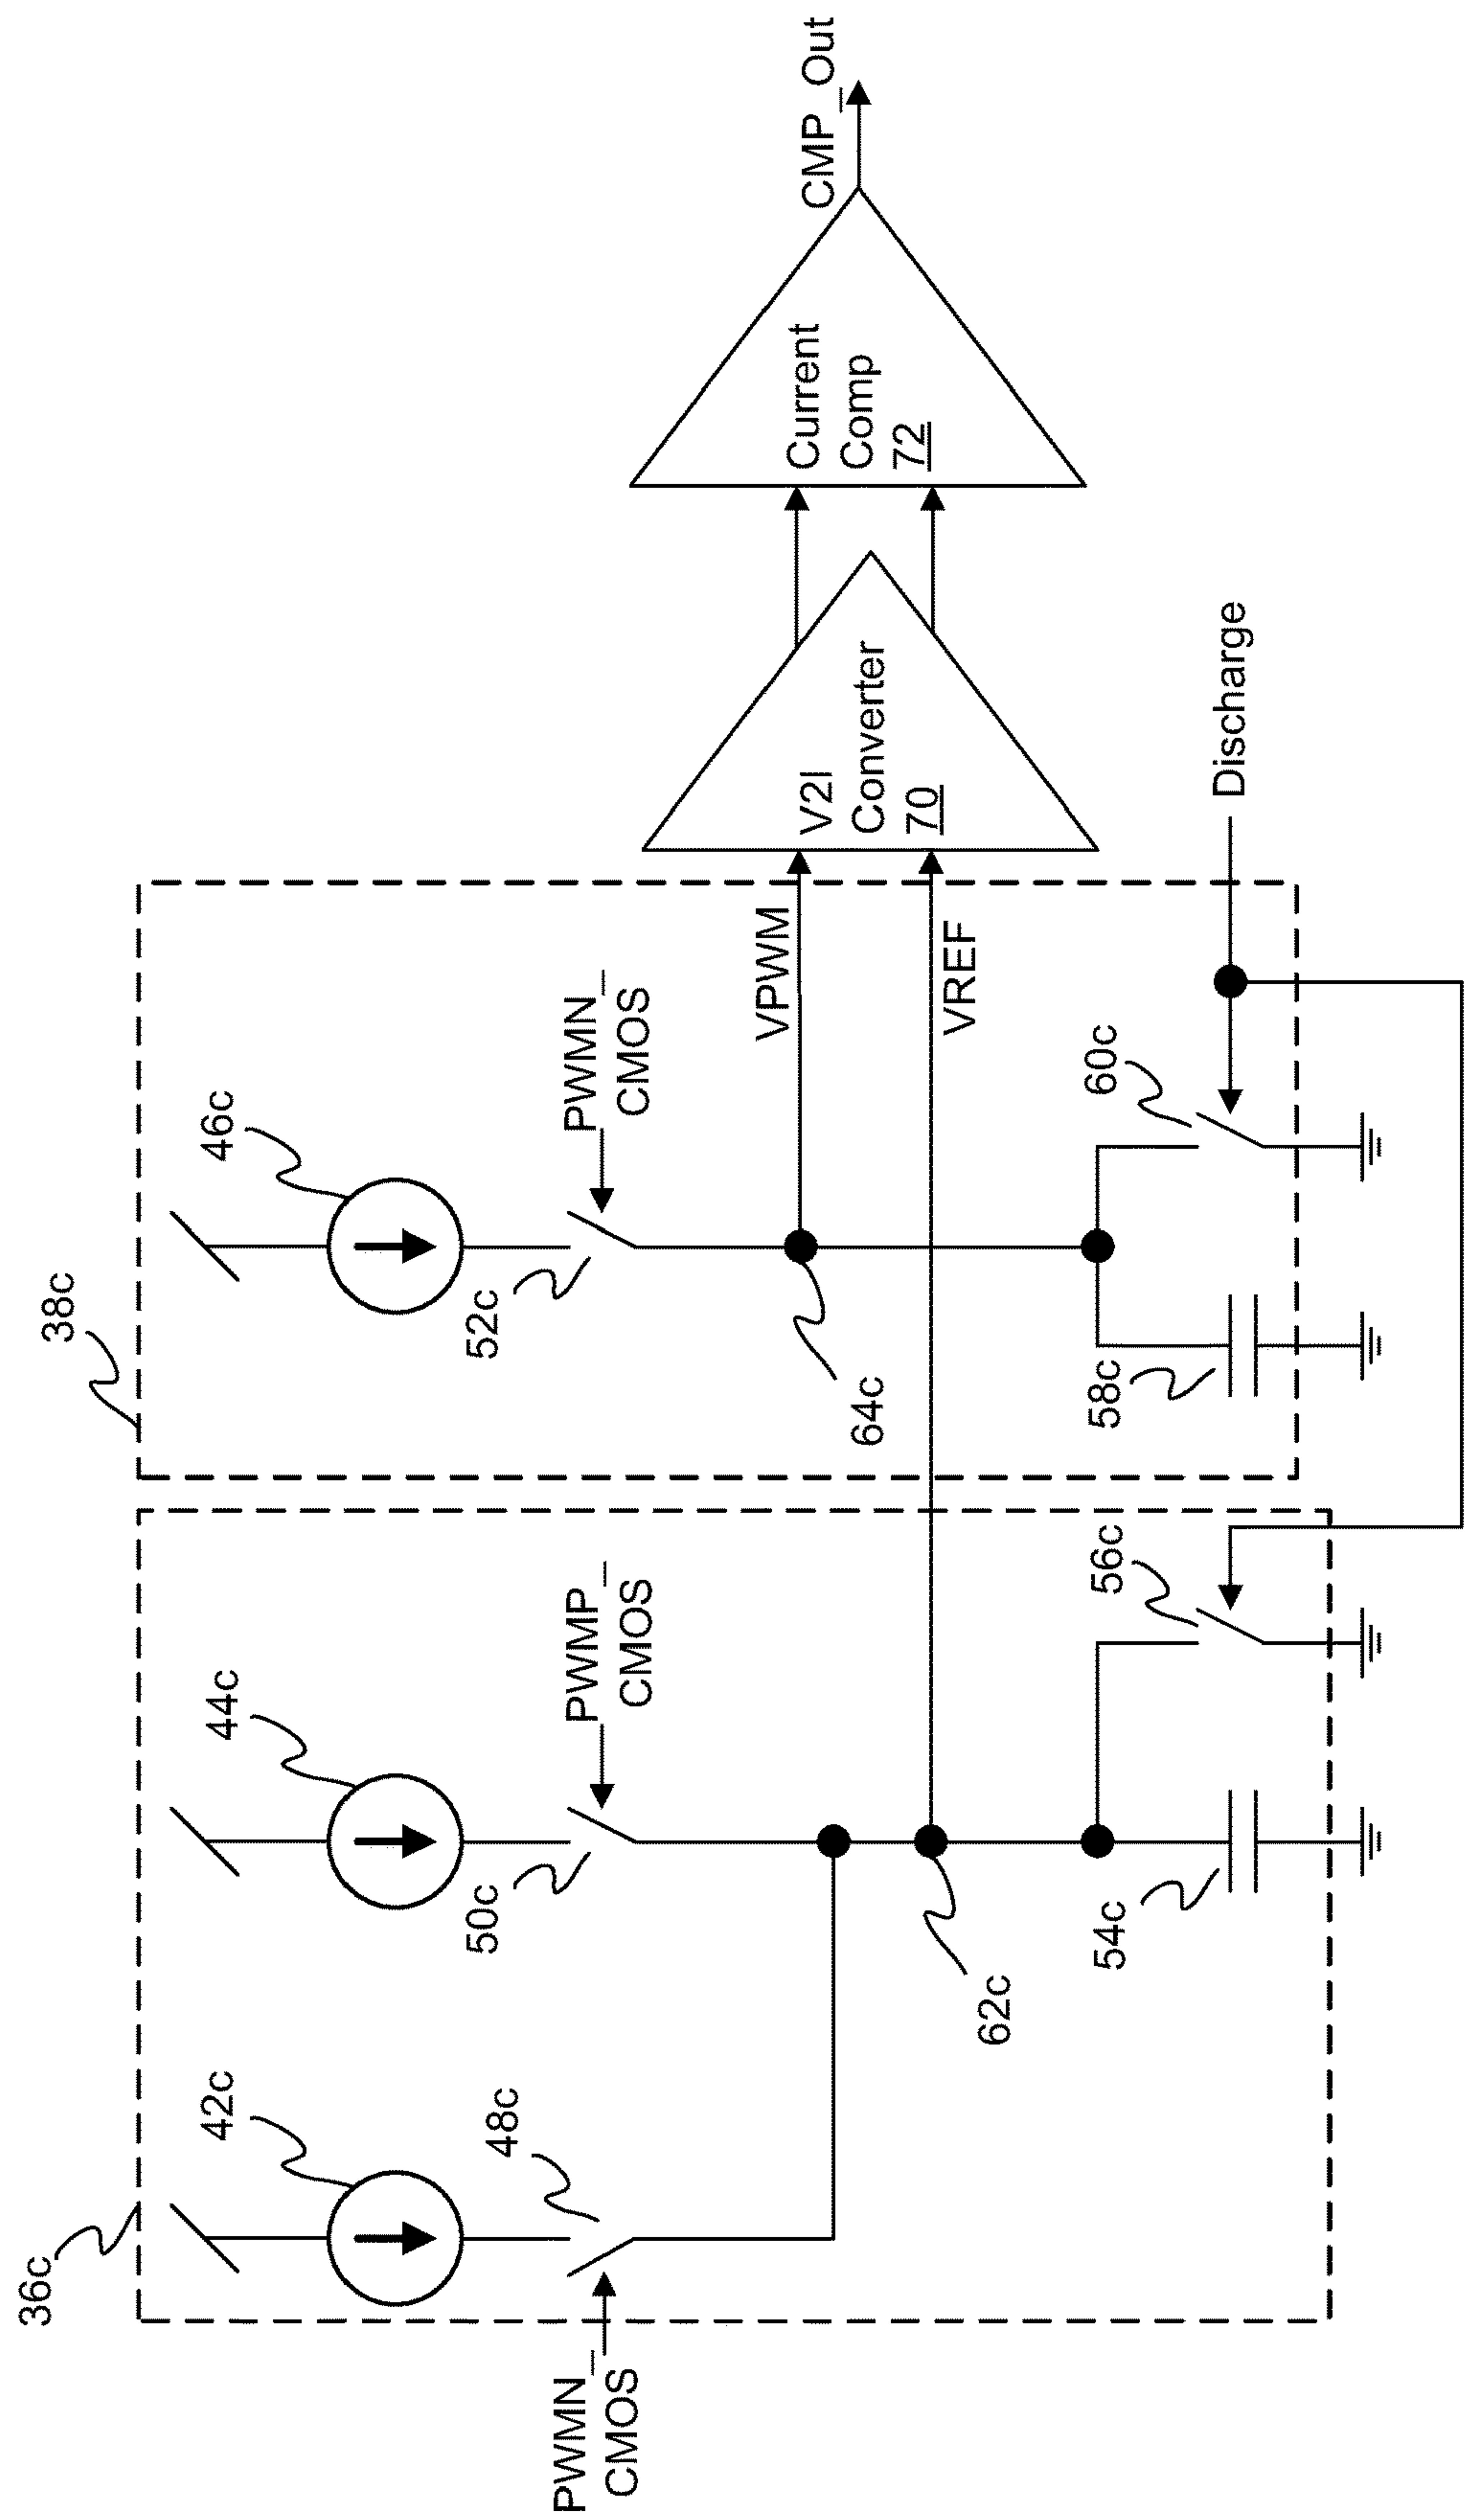 36c
38c
42c
44c
46c
PWMN_
CMOS
48c
50c
PWMP_
CMOS
52c
PWMN_
CMOS
VPWM
VREF
V2I
Converter
70
Current
Comp
72
CMP_Out
62c
64c
54c
56c
58c
60c
Discharge